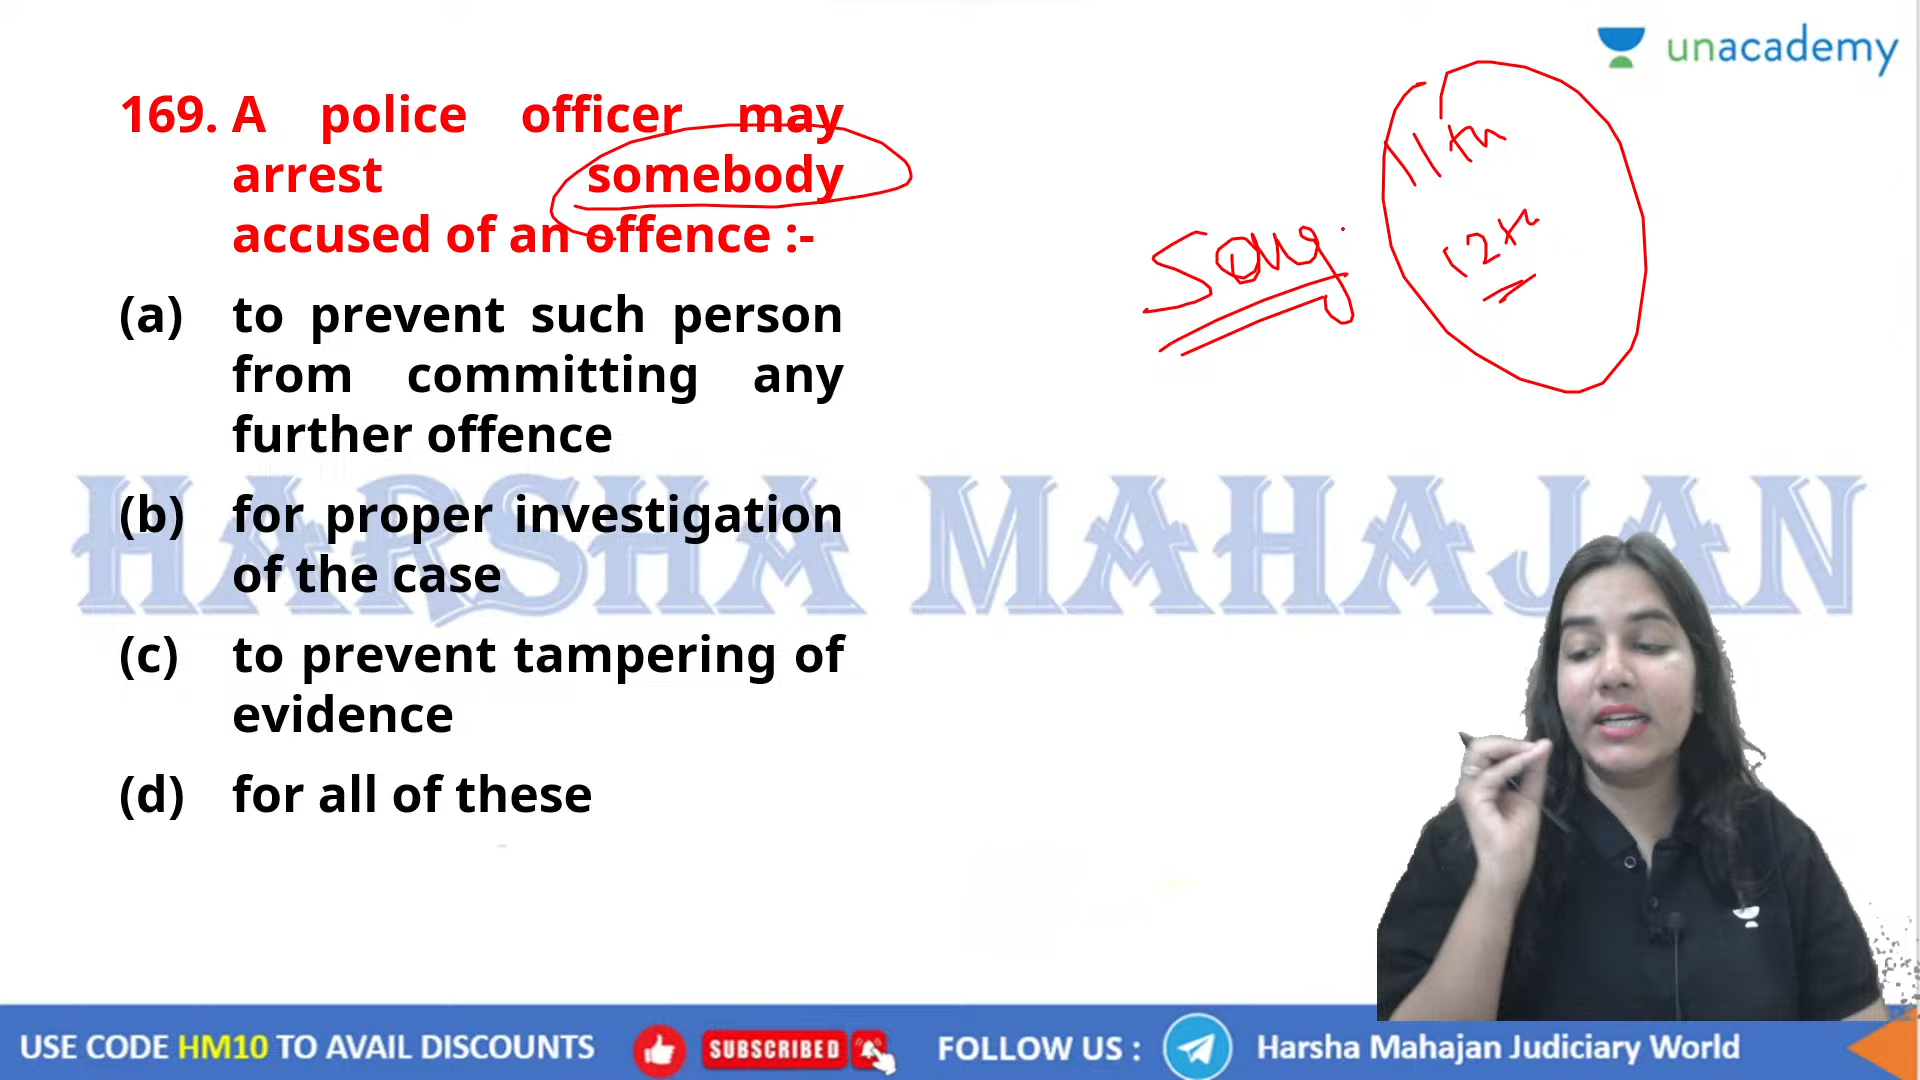 unacademy
169. A police officer may
arrest somebody
accused of an offence :-
(a) to prevent such person
from committing any
further offence
(b) for proper investigation
of the case
(c) to prevent tampering of
evidence
(d) for all of these
11th
12th
HARSHA MAHAJAN
USE CODE HM10 TO AVAIL DISCOUNTS
SUBSCRIBED
FOLLOW US :
Harsha Mahajan Judiciary World